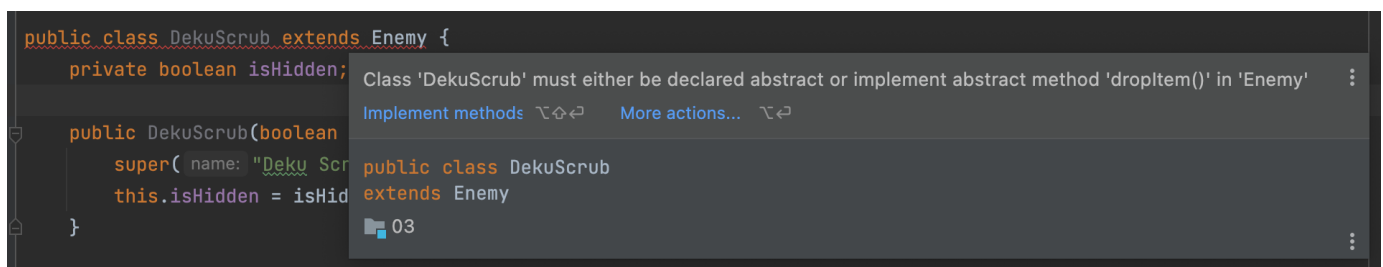 public class DekuScrub extends Enemy {
private boolean isHidden;
Class 'DekuScrub' must either be declared abstract or implement abstract method 'dropItem()' in 'Enemy'
Implement methods ⌥⇧⏎ More actions... ⌥⏎
public DekuScrub(boolean
super( name: "Deku Scr
this.isHidden = isHid
}
public class DekuScrub
extends Enemy
03